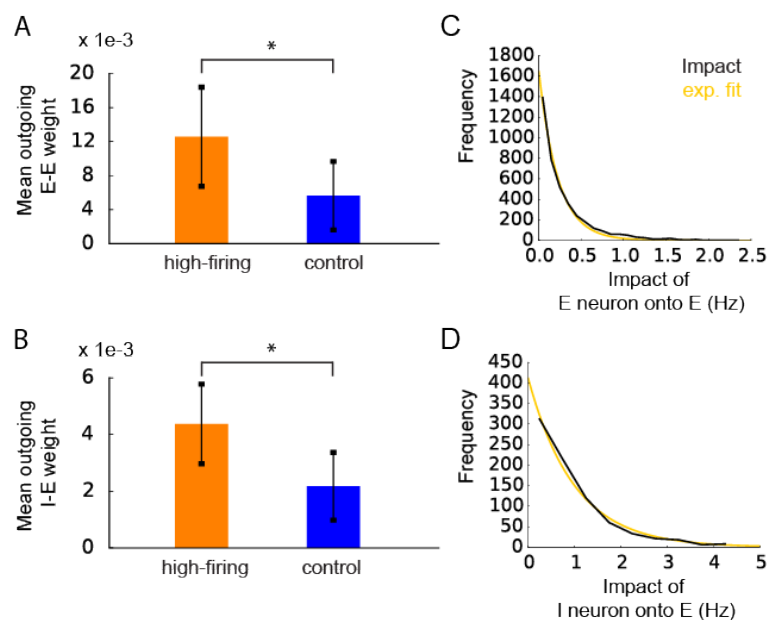 A
x 1e-3
*
20
16
12
8
4
0
Mean outgoing
E-E weight
high-firing
control
B
x 1e-3
*
6
4
2
0
Mean outgoing
I-E weight
high-firing
control
C
1800
1600
1400
1200
1000
800
600
400
200
0
Frequency
Impact
exp. fit
0.0 0.5 1.0 1.5 2.0 2.5
Impact of
E neuron onto E (Hz)
D
450
400
350
300
250
200
150
100
50
0
Frequency
0 1 2 3 4 5
Impact of
I neuron onto E (Hz)